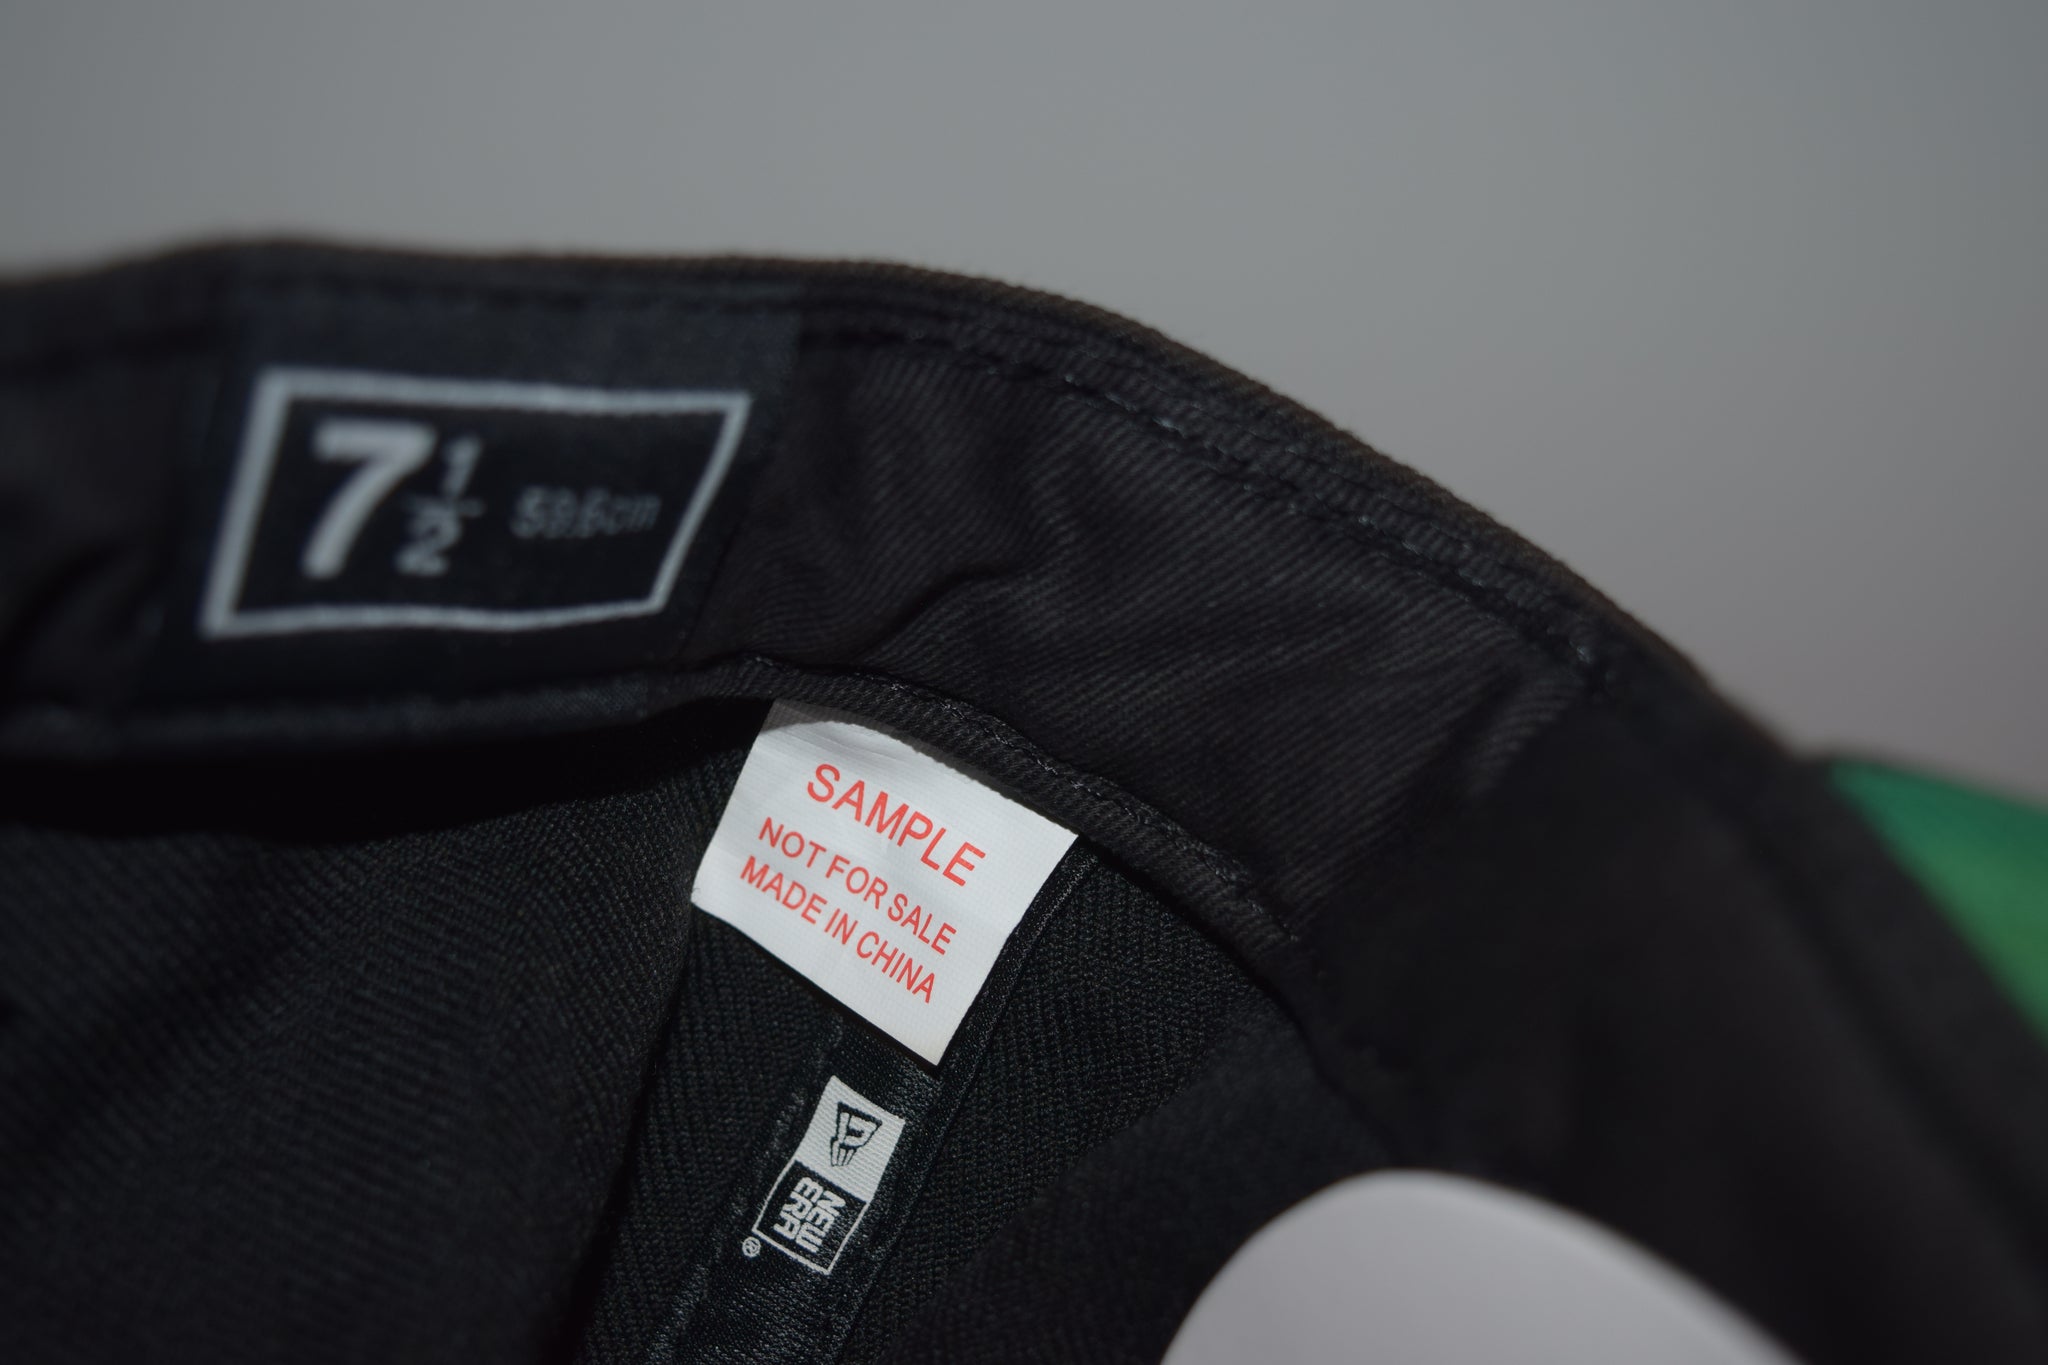 7 1/2 59.6cm
SAMPLE
NOT FOR SALE
MADE IN CHINA
NEW
ERA
®